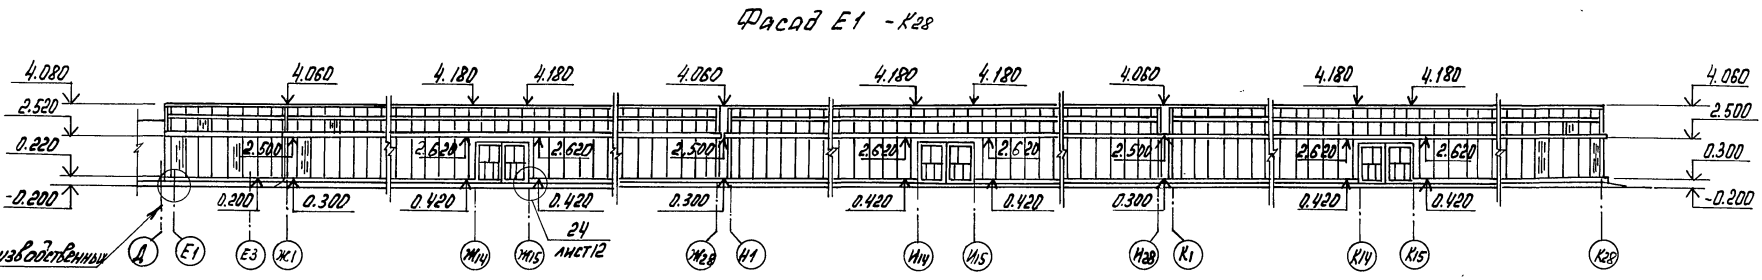 Фасад Е1 - К28
4.080 4.060 4.180 4.180 4.060 4.180 4.180 4.060 4.180 4.180 4.060
2.520 2.500
2.500 2.620 2.620 2.500 2.620 2.620 2.500 2.620 2.620
0.220 0.300
-0.200 0.200 0.300 0.420 0.420 0.300 0.420 0.420 0.300 0.420 0.420 -0.200
24
лист 12
Д Е1 Е3 Ж1 Ж14 Ж15 Ж28 И1 И14 И15 И28 К1 К14 К15 К28
изводственных